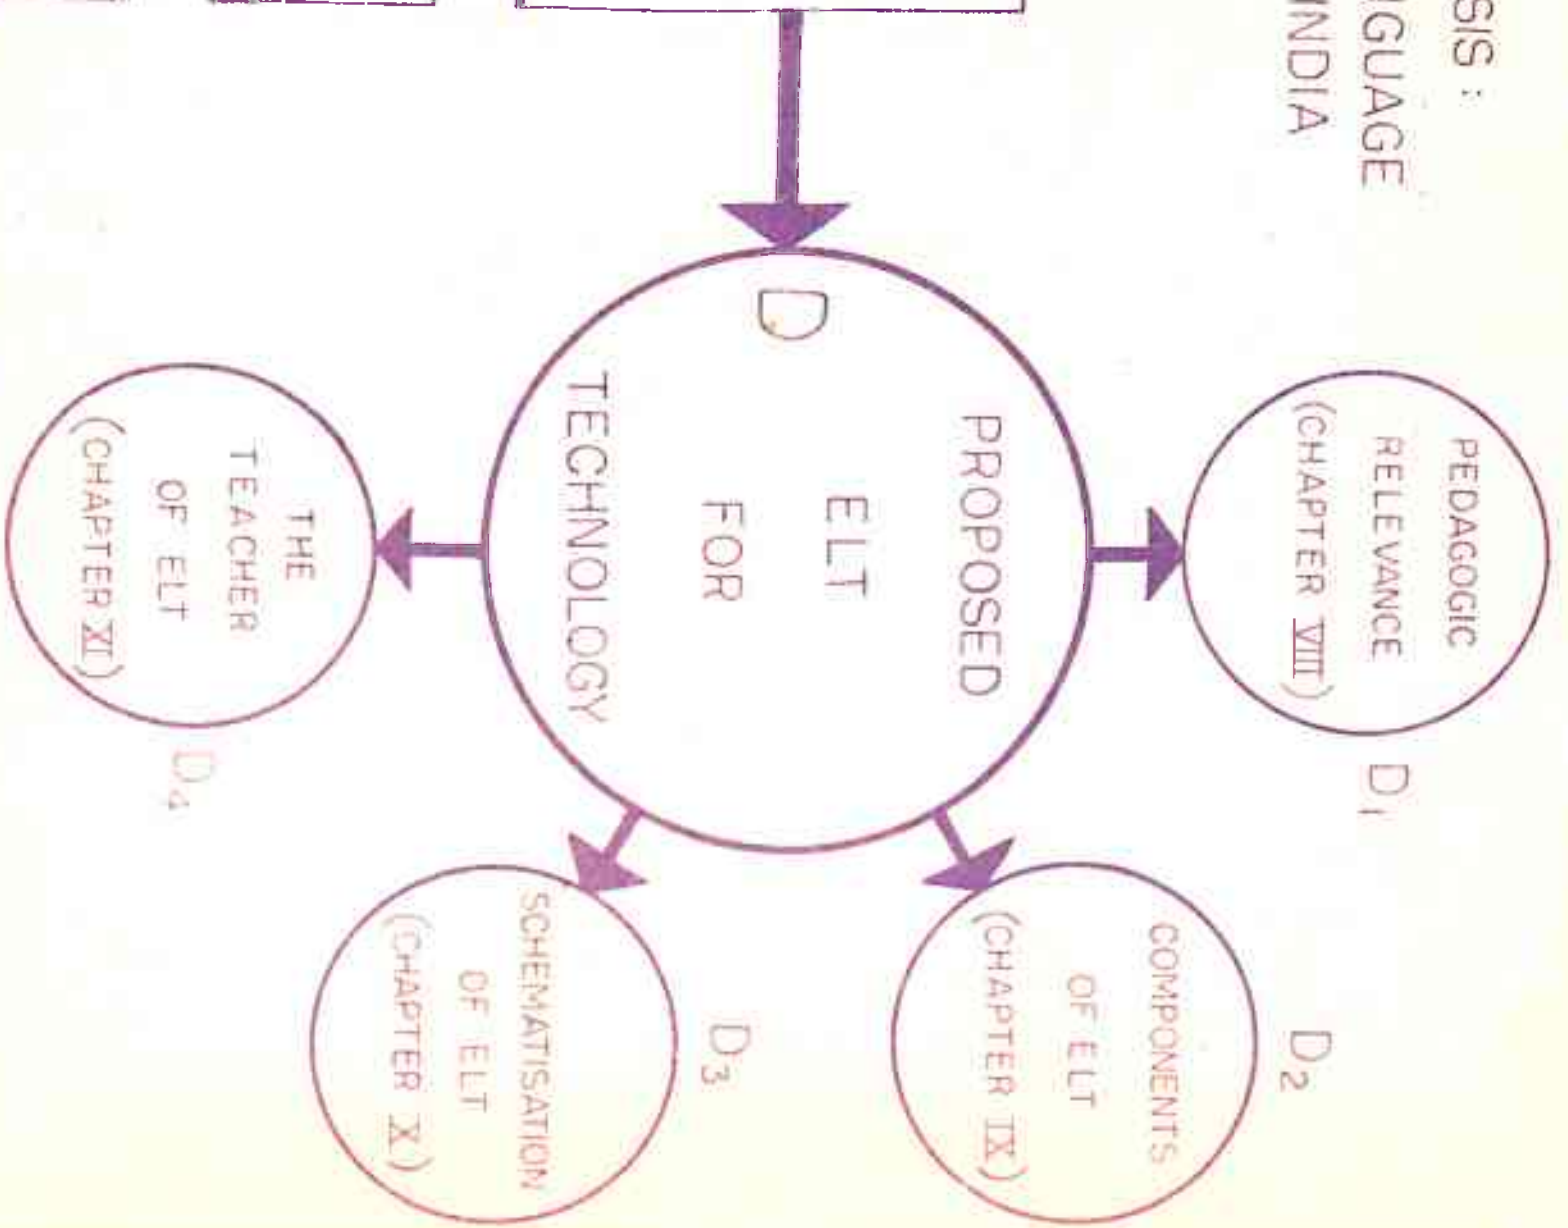 SIS :
GUAGE
INDIA
PEDAGOGIC
RELEVANCE
(CHAPTER VIII)
D1
COMPONENTS
OF ELT
(CHAPTER IX)
D2
D
PROPOSED
ELT
FOR
TECHNOLOGY
SCHEMATISATION
OF ELT
(CHAPTER X)
D3
THE
TEACHER
OF ELT
(CHAPTER XI)
D4